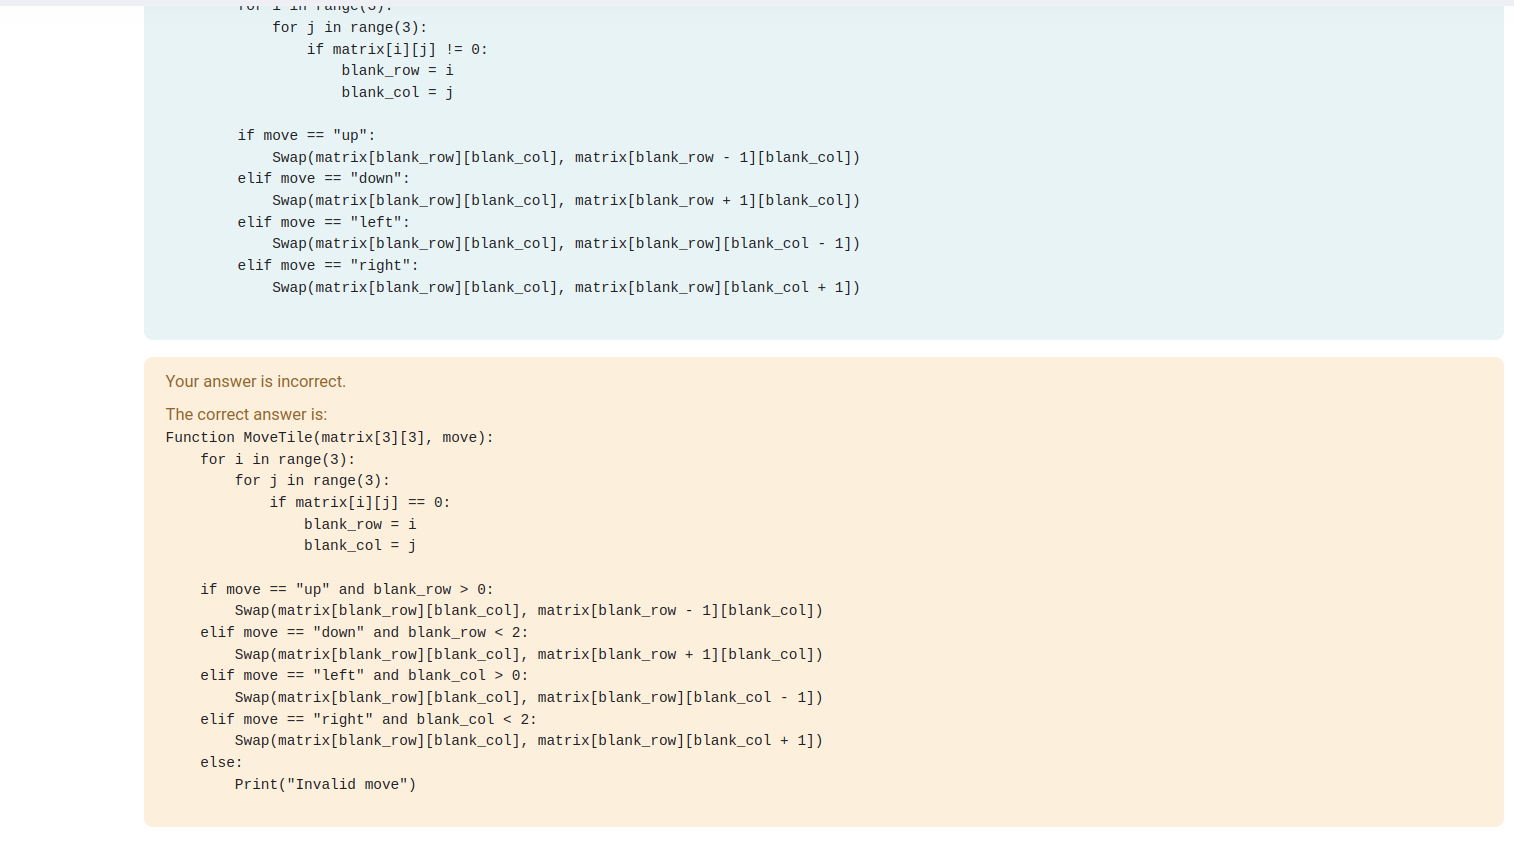 for i in range(3):
for j in range(3):
if matrix[i][j] != 0:
blank_row = i
blank_col = j
if move == "up":
Swap(matrix[blank_row][blank_col], matrix[blank_row - 1][blank_col])
elif move == "down":
Swap(matrix[blank_row][blank_col], matrix[blank_row + 1][blank_col])
elif move == "left":
Swap(matrix[blank_row][blank_col], matrix[blank_row][blank_col - 1])
elif move == "right":
Swap(matrix[blank_row][blank_col], matrix[blank_row][blank_col + 1])
Your answer is incorrect.
The correct answer is:
Function MoveTile(matrix[3][3], move):
for i in range(3):
for j in range(3):
if matrix[i][j] == 0:
blank_row = i
blank_col = j
if move == "up" and blank_row > 0:
Swap(matrix[blank_row][blank_col], matrix[blank_row - 1][blank_col])
elif move == "down" and blank_row < 2:
Swap(matrix[blank_row][blank_col], matrix[blank_row + 1][blank_col])
elif move == "left" and blank_col > 0:
Swap(matrix[blank_row][blank_col], matrix[blank_row][blank_col - 1])
elif move == "right" and blank_col < 2:
Swap(matrix[blank_row][blank_col], matrix[blank_row][blank_col + 1])
else:
Print("Invalid move")